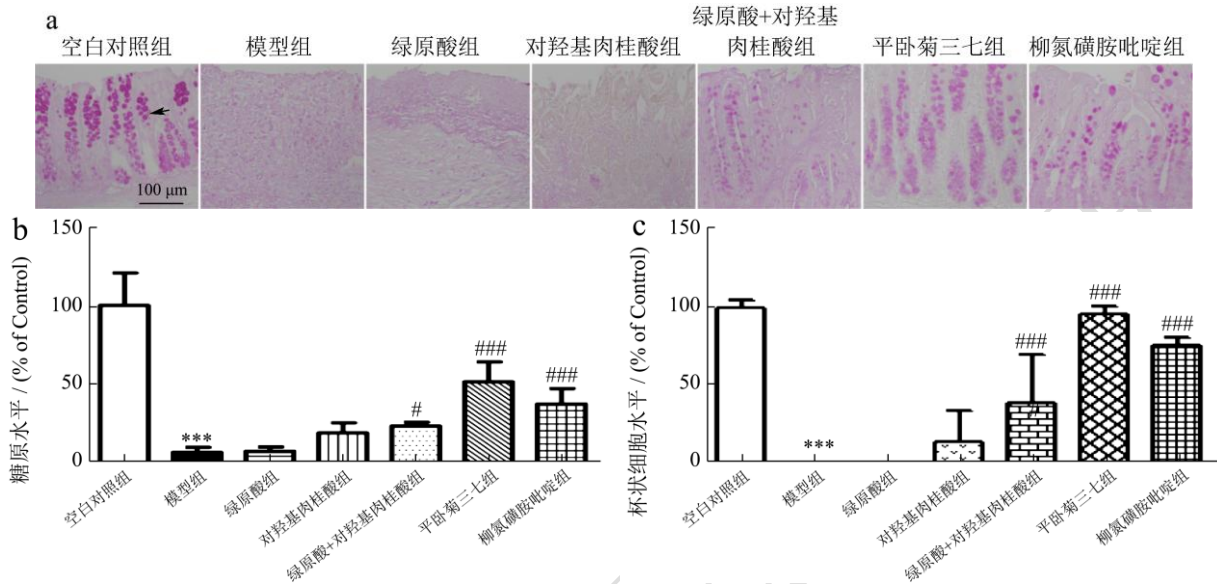 a
空白对照组
模型组
绿原酸组
对羟基肉桂酸组
绿原酸+对羟基
肉桂酸组
平卧菊三七组
柳氮磺胺吡啶组
100 μm
b
糖原水平 / (% of Control)
150
100
50
0
***
#
###
###
空白对照组
模型组
绿原酸组
对羟基肉桂酸组
绿原酸+对羟基肉桂酸组
平卧菊三七组
柳氮磺胺吡啶组
c
杯状细胞水平 / (% of Control)
150
100
50
0
***
###
#
###
###
空白对照组
模型组
绿原酸组
对羟基肉桂酸组
绿原酸+对羟基肉桂酸组
平卧菊三七组
柳氮磺胺吡啶组